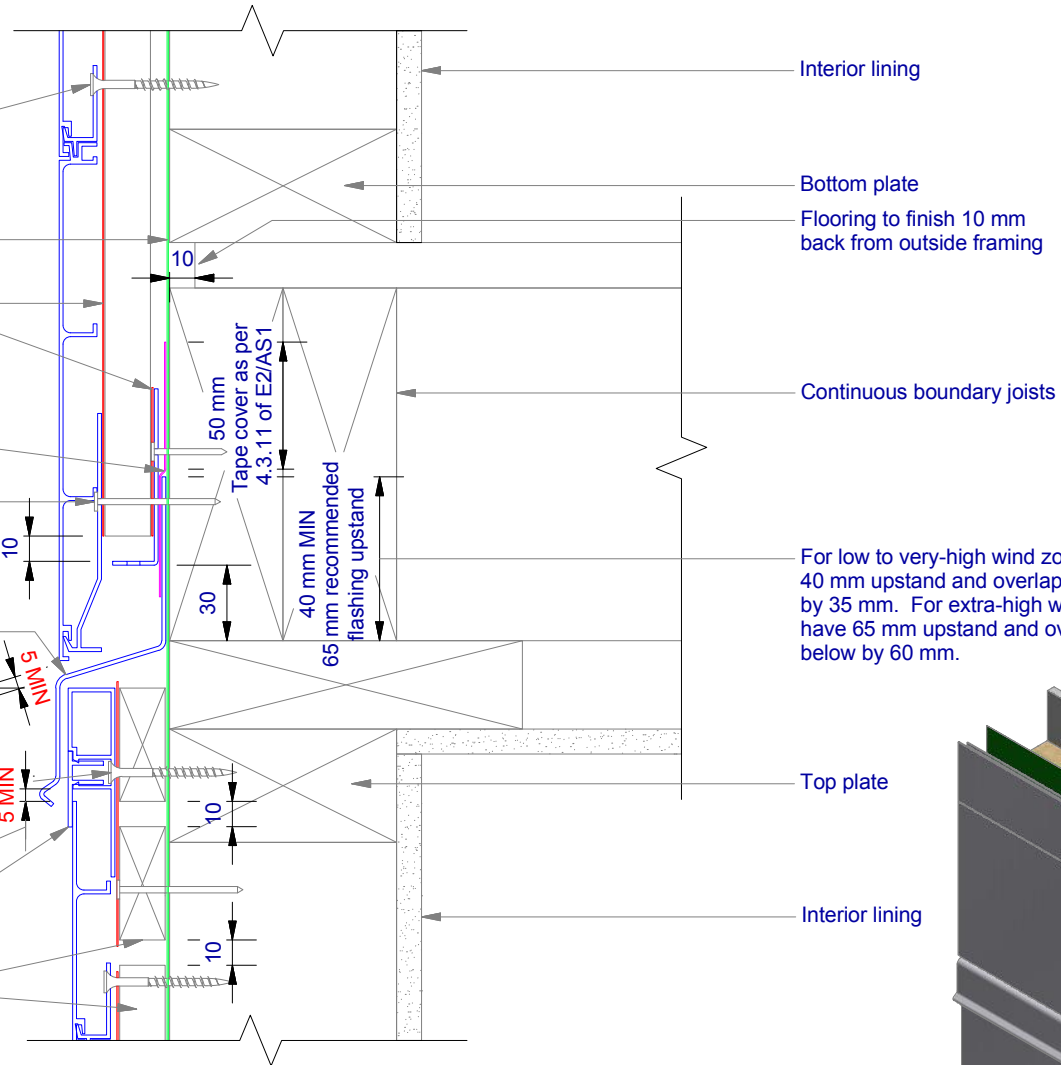 Interior lining
Bottom plate
Flooring to finish 10 mm
back from outside framing
10
50 mm
Tape cover as per
4.3.11 of E2/AS1
Continuous boundary joists
40 mm MIN
65 mm recommended
flashing upstand
10
30
For low to very-high wind
40 mm upstand and overlap
by 35 mm. For extra-high
have 65 mm upstand and
below by 60 mm.
5 MIN
5 MIN
10
Top plate
10
Interior lining